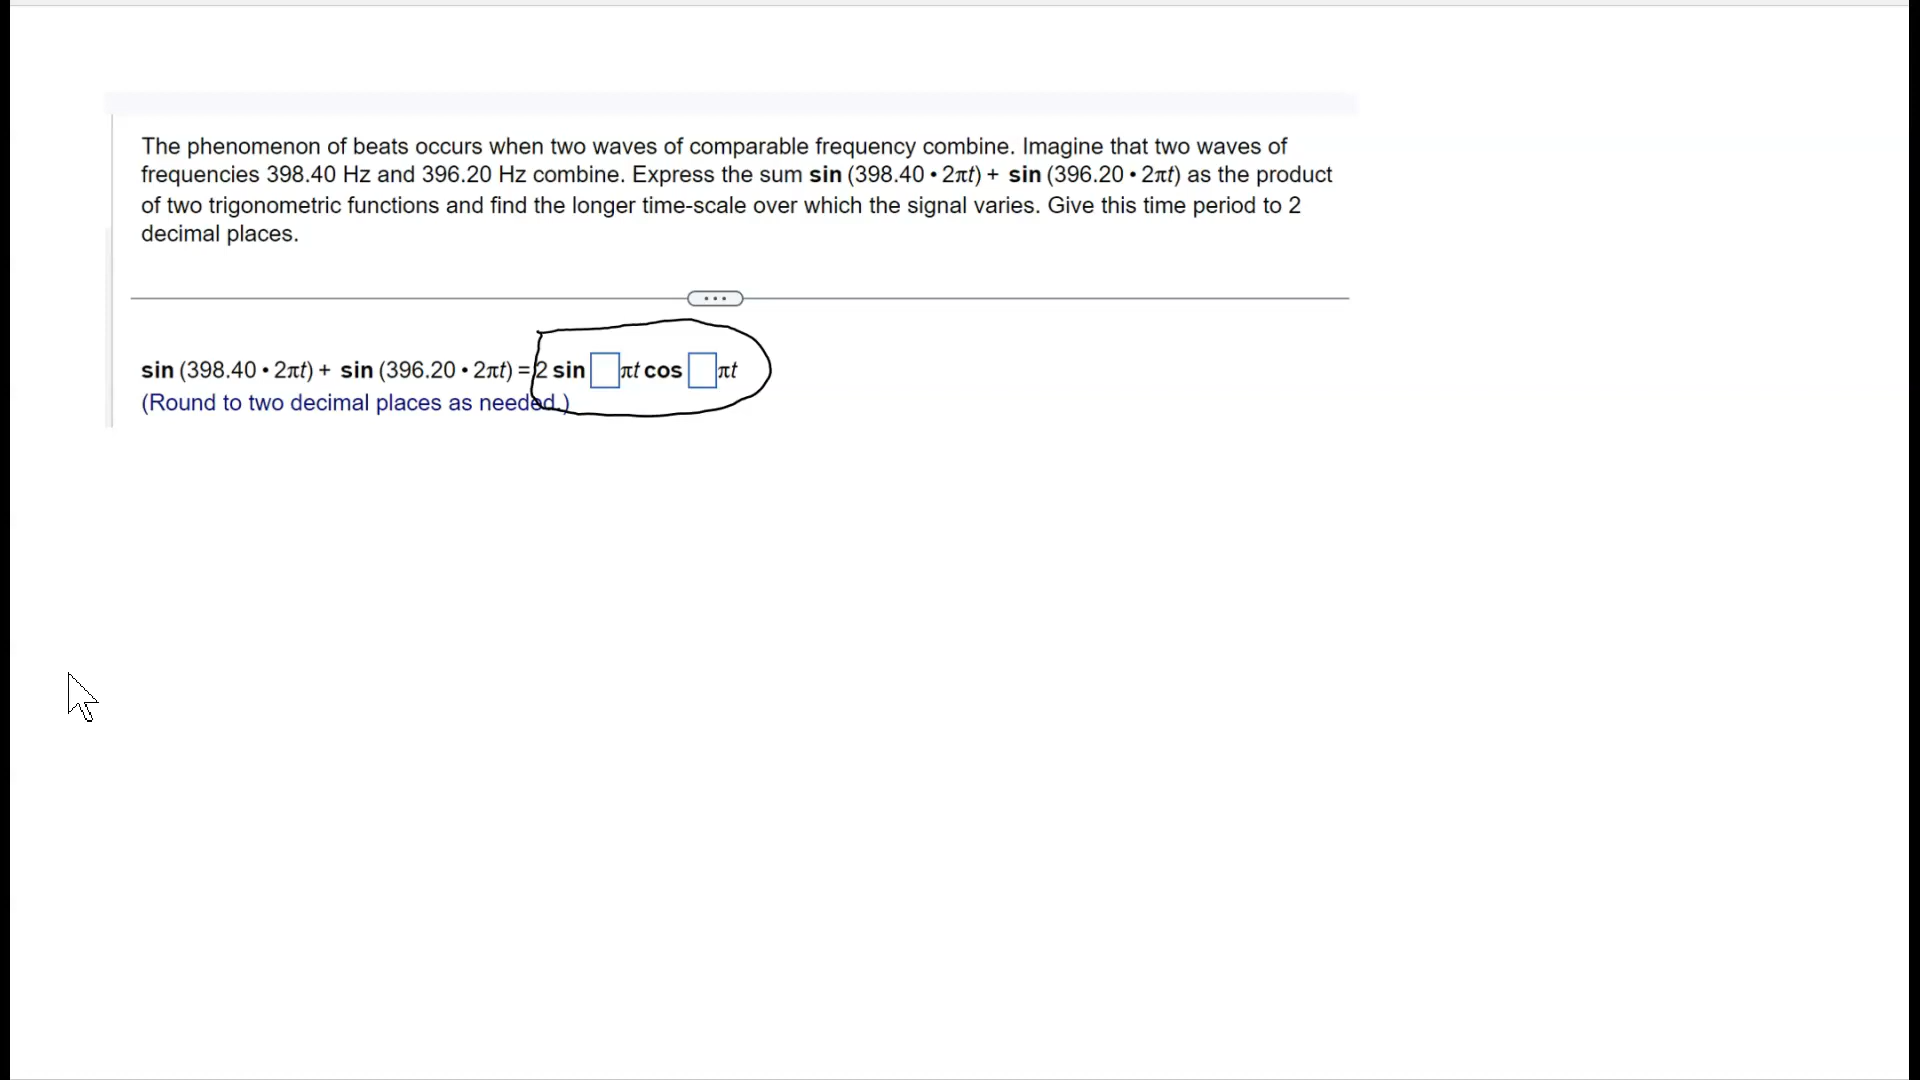 The phenomenon of beats occurs when two waves of comparable frequency combine. Imagine that two waves of
frequencies 398.40 Hz and 396.20 Hz combine. Express the sum sin (398.40 • 2πt) + sin (396.20 • 2πt) as the product
of two trigonometric functions and find the longer time-scale over which the signal varies. Give this time period to 2
decimal places.
sin (398.40 • 2πt) + sin (396.20 • 2πt) = 2 sin □πt cos □πt
(Round to two decimal places as needed.)